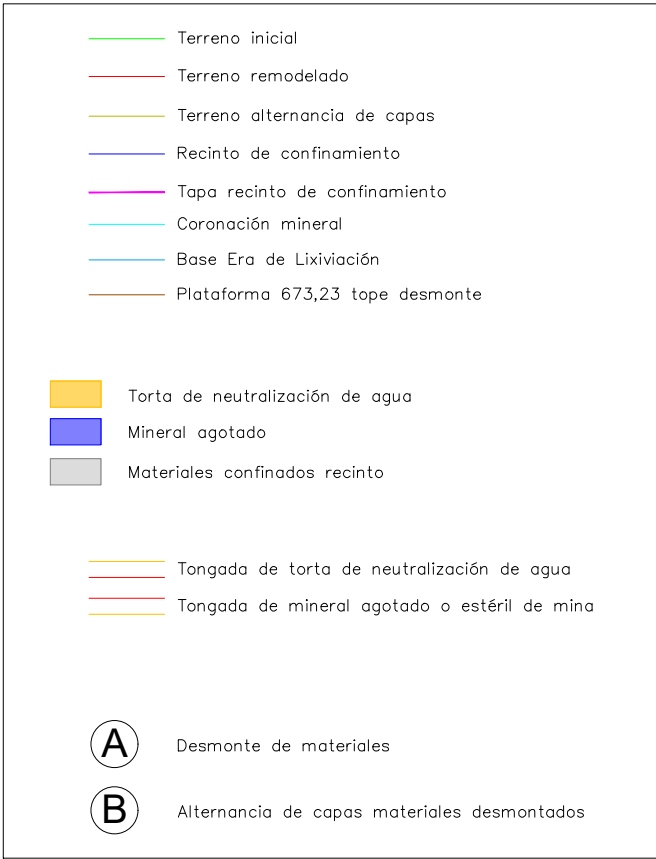 Terreno inicial
Terreno remodelado
Terreno alternancia de capas
Recinto de confinamiento
Tapa recinto de confinamiento
Coronación mineral
Base Era de Lixiviación
Plataforma 673,23 tope desmonte
Torta de neutralización de agua
Mineral agotado
Materiales confinados recinto
Tongada de torta de neutralización de agua
Tongada de mineral agotado o estéril de mina
A Desmonte de materiales
B Alternancia de capas materiales desmontados